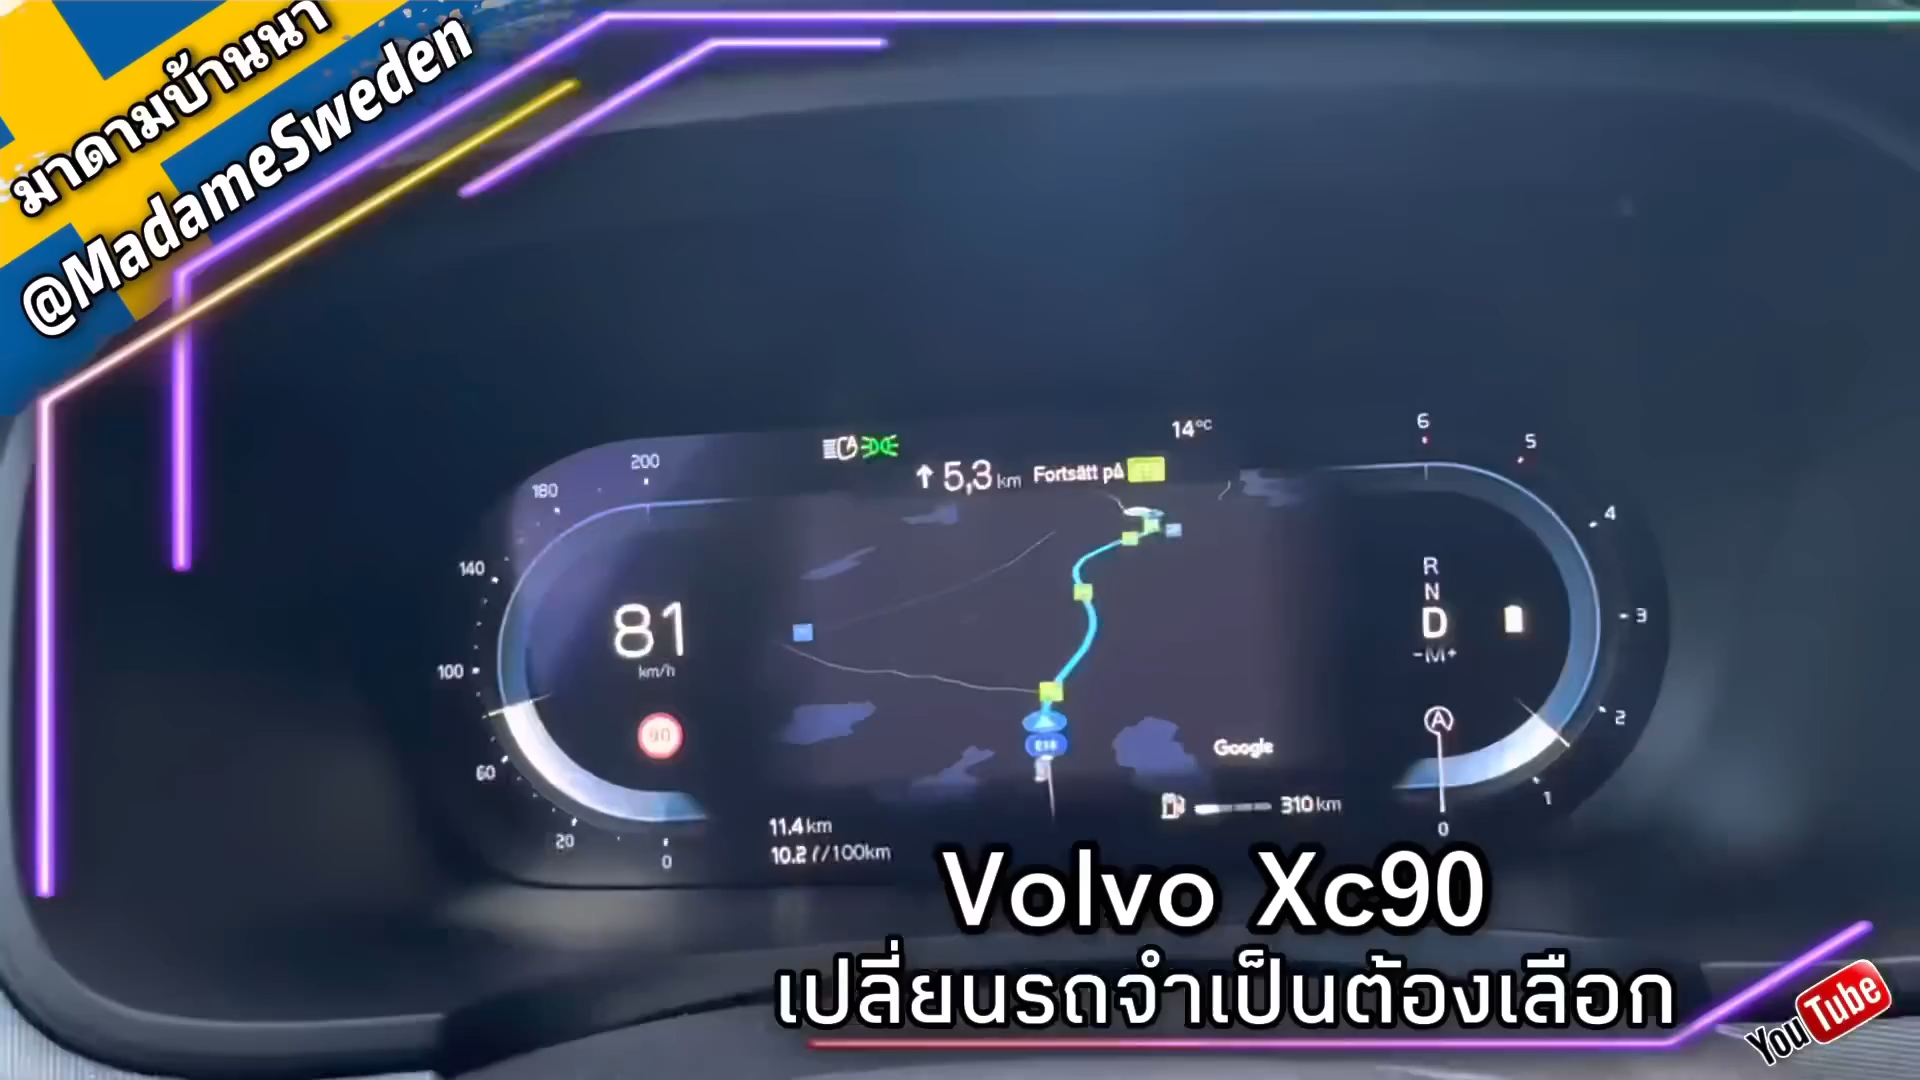 มาดามบ้านนา
@MadameSweden
14°C
↑ 5,3 km Fortsätt på
200
180
140
100
60
20
0
81
km/h
90
E18
Google
310 km
11.4 km
10.2 l/100km
6
5
4
3
2
1
0
R
N
D
-M+
A
Volvo Xc90
เปลี่ยนรถจำเป็นต้องเลือก
YouTube